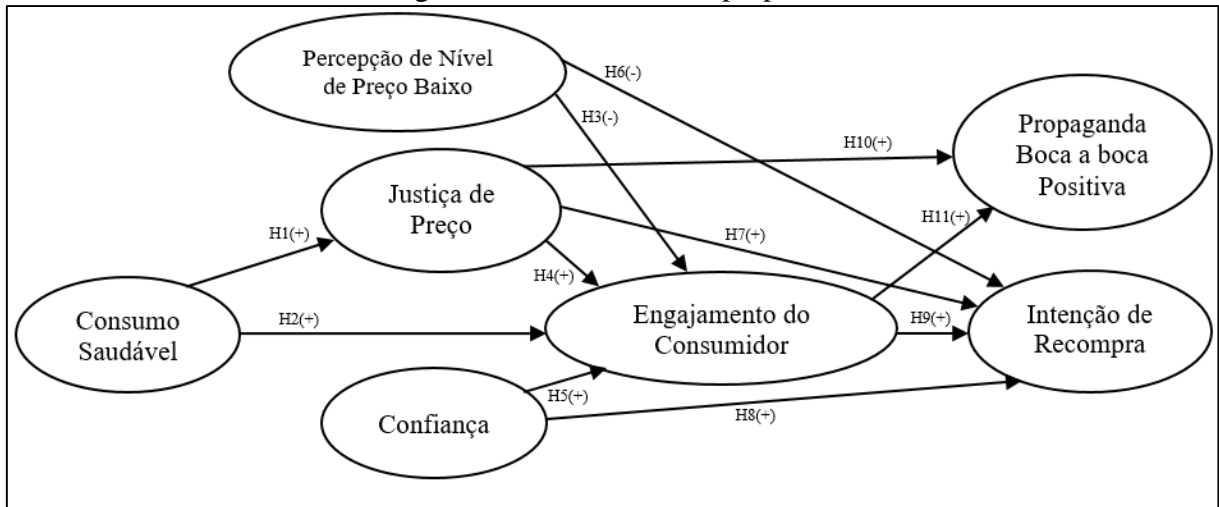 Percepção de Nível
de Preço Baixo
H6(-)
H3(-)
Propaganda
Boca a boca
Positiva
H10(+)
Justiça de
Preço
H11(+)
H1(+)
H7(+)
H4(+)
Consumo
Saudável
H2(+)
Engajamento do
Consumidor
H9(+)
Intenção de
Recompra
H5(+)
Confiança
H8(+)